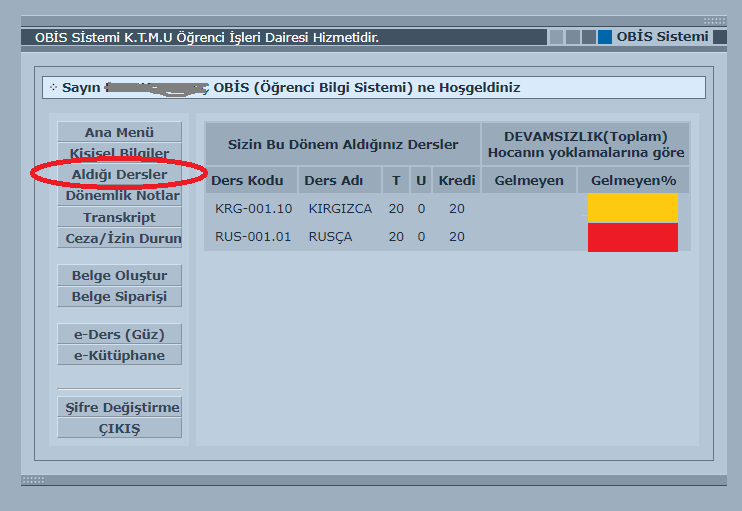 OBİS Sistemi K.T.M.U Öğrenci İşleri Dairesi Hizmetidir.
OBİS Sistemi
Sayın OBİS (Öğrenci Bilgi Sistemi) ne Hoşgeldiniz
Ana Menü
Kişisel Bilgiler
Aldığı Dersler
Dönemlik Notlar
Transkript
Ceza/İzin Durun
Belge Oluştur
Belge Siparişi
e-Ders (Güz)
e-Kütüphane
Şifre Değiştirme
ÇIKIŞ
Sizin Bu Dönem Aldığınız Dersler
DEVAMSIZLIK(Toplam)
Hocanın yoklamalarına göre
Ders Kodu Ders Adı T U Kredi Gelmeyen Gelmeyen%
KRG-001.10 KIRGIZCA 20 0 20
RUS-001.01 RUSÇA 20 0 20